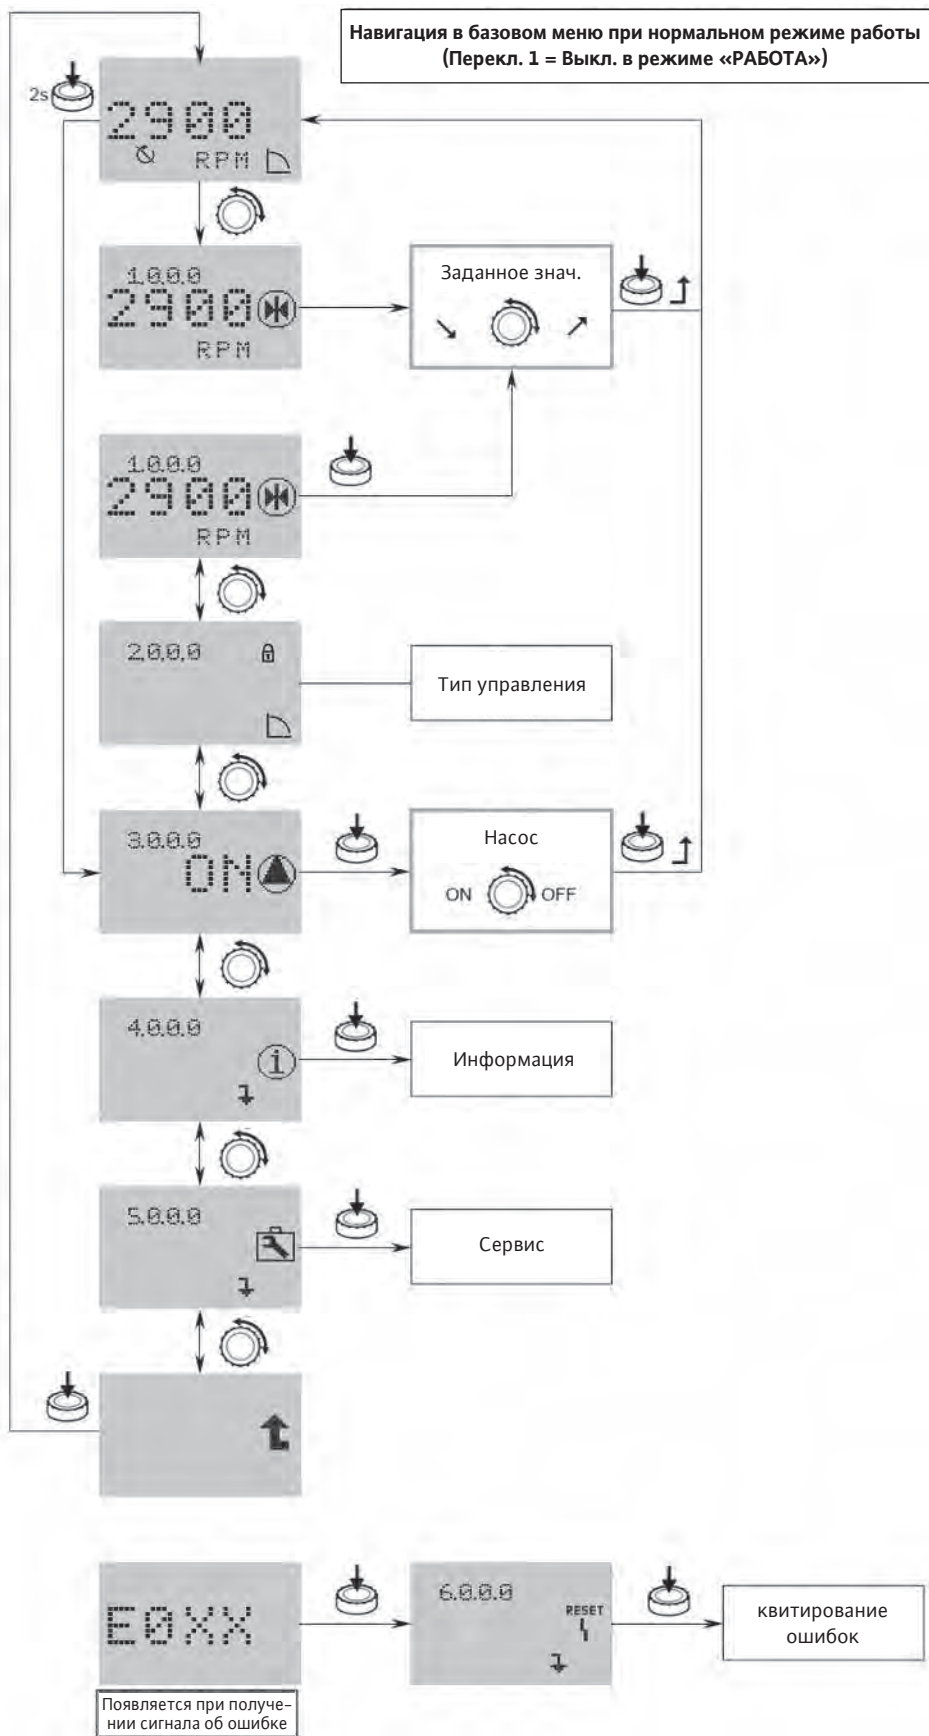 Навигация в базовом меню при нормальном режиме работы
(Перекл. 1 = Выкл. в режиме «РАБОТА»)
2s
2900
RPM
1.0.0.0
2900
RPM
Заданное знач.
1.0.0.0
2900
RPM
2.0.0.0
Тип управления
3.0.0.0
ON
Насос
ON OFF
4.0.0.0
i
Информация
5.0.0.0
Сервис
E0XX
6.0.0.0
RESET
квитирование
ошибок
Появляется при получе-
нии сигнала об ошибке